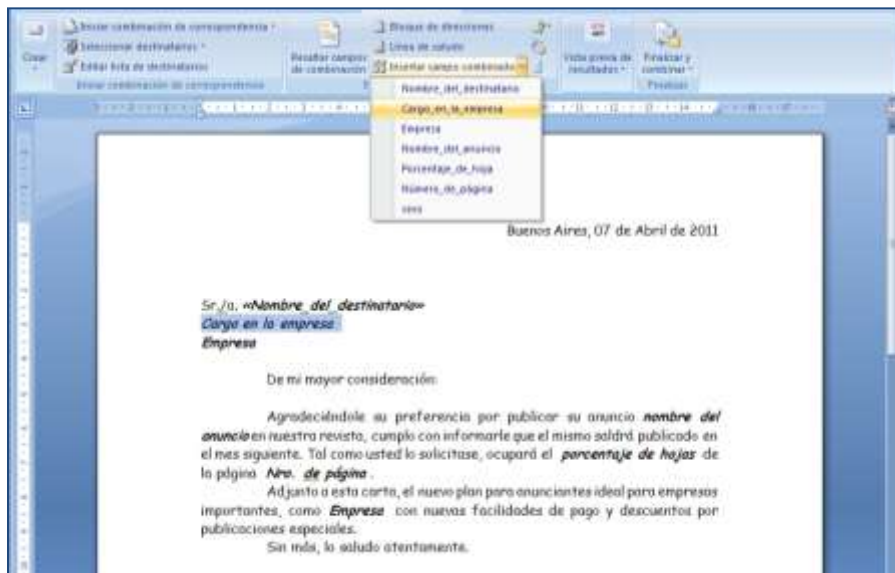 Iniciar combinación de correspondencia
Seleccionar destinatarios
Editar lista de destinatarios
Iniciar combinación de correspondencia
Crear
Resaltar campos
de combinación
Bloque de direcciones
Línea de saludo
Insertar campo combinado
Vista previa de
resultados
Finalizar y
combinar
Finalizar
Nombre_del_destinatario
Cargo_en_la_empresa
Empresa
Nombre_del_anuncio
Porcentaje_de_hoja
Número_de_página
Buenos Aires, 07 de Abril de 2011
Sr./a. «Nombre_del_destinatario»
Cargo en la empresa
Empresa
De mi mayor consideración:
Agradeciéndole su preferencia por publicar su anuncio nombre del
anuncio en nuestra revista, cumplo con informarle que el mismo saldrá publicado en
el mes siguiente. Tal como usted lo solicitase, ocupará el porcentaje de hojas de
la página Nro. de página .
Adjunto a esta carta, el nuevo plan para anunciantes ideal para empresas
importantes, como Empresa con nuevas facilidades de pago y descuentos por
publicaciones especiales.
Sin más, lo saludo atentamente.